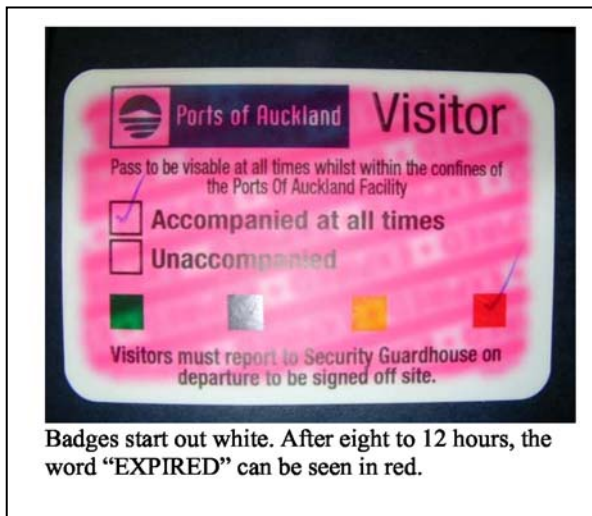 Ports of Auckland Visitor
Pass to be visable at all times whilst within the confines of
the Ports Of Auckland Facility
Accompanied at all times
Unaccompanied
Visitors must report to Security Guardhouse on
departure to be signed off site.
Badges start out white. After eight to 12 hours, the
word “EXPIRED” can be seen in red.